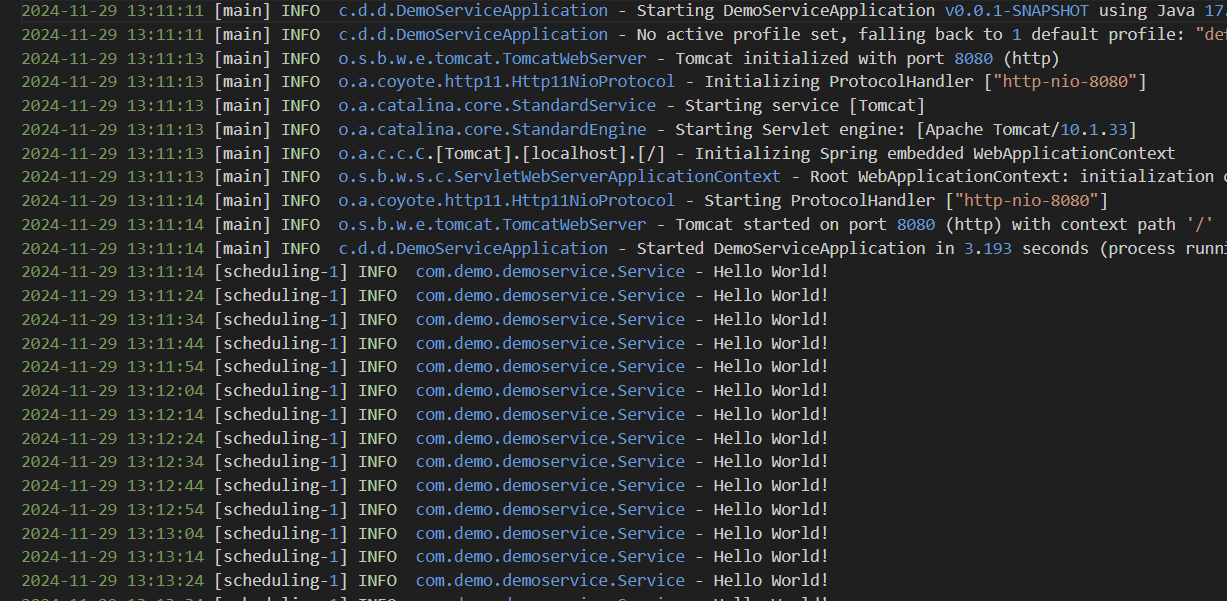 2024-11-29 13:11:11 [main] INFO  c.d.d.DemoServiceApplication - Starting DemoServiceApplication v0.0.1-SNAPSHOT using Java 17.
2024-11-29 13:11:11 [main] INFO  c.d.d.DemoServiceApplication - No active profile set, falling back to 1 default profile: "def
2024-11-29 13:11:13 [main] INFO  o.s.b.w.e.tomcat.TomcatWebServer - Tomcat initialized with port 8080 (http)
2024-11-29 13:11:13 [main] INFO  o.a.coyote.http11.Http11NioProtocol - Initializing ProtocolHandler ["http-nio-8080"]
2024-11-29 13:11:13 [main] INFO  o.a.catalina.core.StandardService - Starting service [Tomcat]
2024-11-29 13:11:13 [main] INFO  o.a.catalina.core.StandardEngine - Starting Servlet engine: [Apache Tomcat/10.1.33]
2024-11-29 13:11:13 [main] INFO  o.a.c.c.C.[Tomcat].[localhost].[/] - Initializing Spring embedded WebApplicationContext
2024-11-29 13:11:13 [main] INFO  o.s.b.w.s.c.ServletWebServerApplicationContext - Root WebApplicationContext: initialization
2024-11-29 13:11:14 [main] INFO  o.a.coyote.http11.Http11NioProtocol - Starting ProtocolHandler ["http-nio-8080"]
2024-11-29 13:11:14 [main] INFO  o.s.b.w.e.tomcat.TomcatWebServer - Tomcat started on port 8080 (http) with context path '/'
2024-11-29 13:11:14 [main] INFO  c.d.d.DemoServiceApplication - Started DemoServiceApplication in 3.193 seconds (process runni
2024-11-29 13:11:14 [scheduling-1] INFO  com.demo.demoservice.Service - Hello World!
2024-11-29 13:11:24 [scheduling-1] INFO  com.demo.demoservice.Service - Hello World!
2024-11-29 13:11:34 [scheduling-1] INFO  com.demo.demoservice.Service - Hello World!
2024-11-29 13:11:44 [scheduling-1] INFO  com.demo.demoservice.Service - Hello World!
2024-11-29 13:11:54 [scheduling-1] INFO  com.demo.demoservice.Service - Hello World!
2024-11-29 13:12:04 [scheduling-1] INFO  com.demo.demoservice.Service - Hello World!
2024-11-29 13:12:14 [scheduling-1] INFO  com.demo.demoservice.Service - Hello World!
2024-11-29 13:12:24 [scheduling-1] INFO  com.demo.demoservice.Service - Hello World!
2024-11-29 13:12:34 [scheduling-1] INFO  com.demo.demoservice.Service - Hello World!
2024-11-29 13:12:44 [scheduling-1] INFO  com.demo.demoservice.Service - Hello World!
2024-11-29 13:12:54 [scheduling-1] INFO  com.demo.demoservice.Service - Hello World!
2024-11-29 13:13:04 [scheduling-1] INFO  com.demo.demoservice.Service - Hello World!
2024-11-29 13:13:14 [scheduling-1] INFO  com.demo.demoservice.Service - Hello World!
2024-11-29 13:13:24 [scheduling-1] INFO  com.demo.demoservice.Service - Hello World!